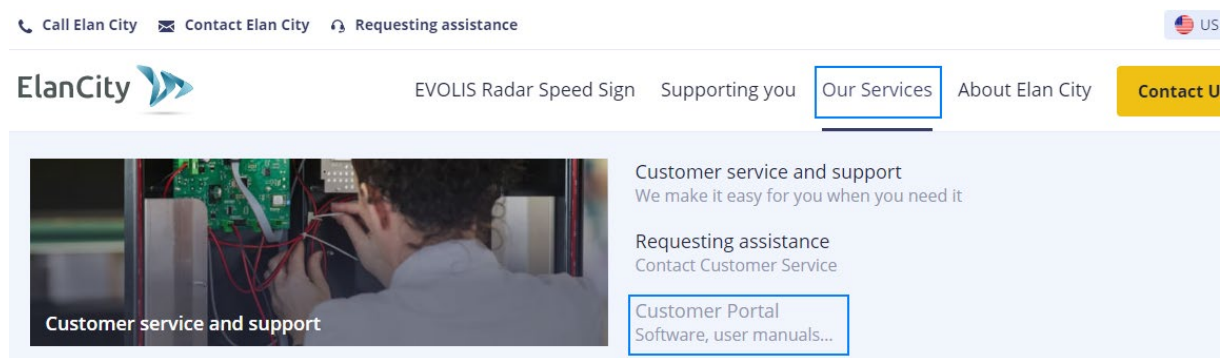 Call Elan City Contact Elan City Requesting assistance US
ElanCity EVOLIS Radar Speed Sign Supporting you Our Services About Elan City Contact U
Customer service and support
We make it easy for you when you need it
Requesting assistance
Contact Customer Service
Customer Portal
Software, user manuals...
Customer service and support